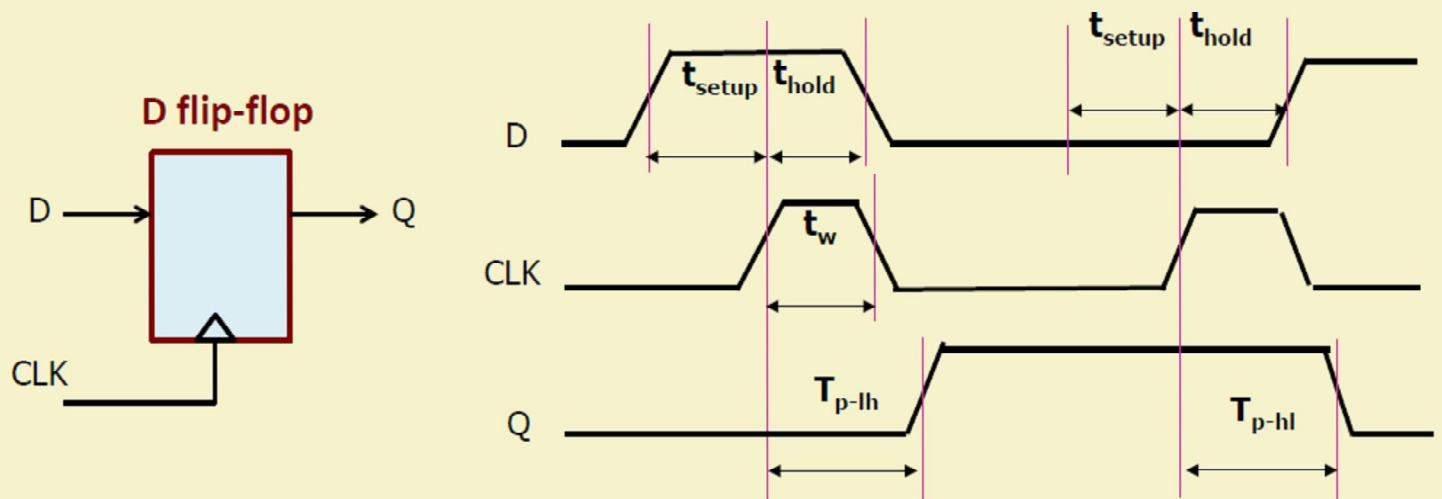 D flip-flop
D
Q
CLK
t_setup t_hold
t_setup t_hold
D
t_w
CLK
T_p-lh
T_p-hl
Q